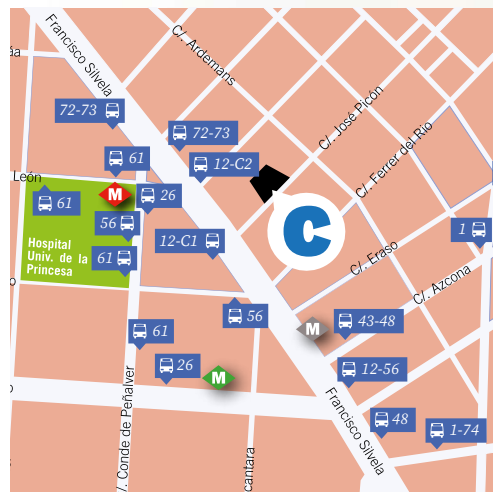 Francisco Silvela
C/. Ardemans
da
72-73
72-73
C/. José Picón
C/. Ferrer del Rio
61
12-C2
León
M
26
61
56
C
1
12-C1
Hospital
Univ. de la
Princesa
61
C/. Eraso
C/. Azcona
o
56
M
43-48
61
26
M
12-56
o
Francisco Silvela
48
1-74
/. Conde de Peñalver
cantara